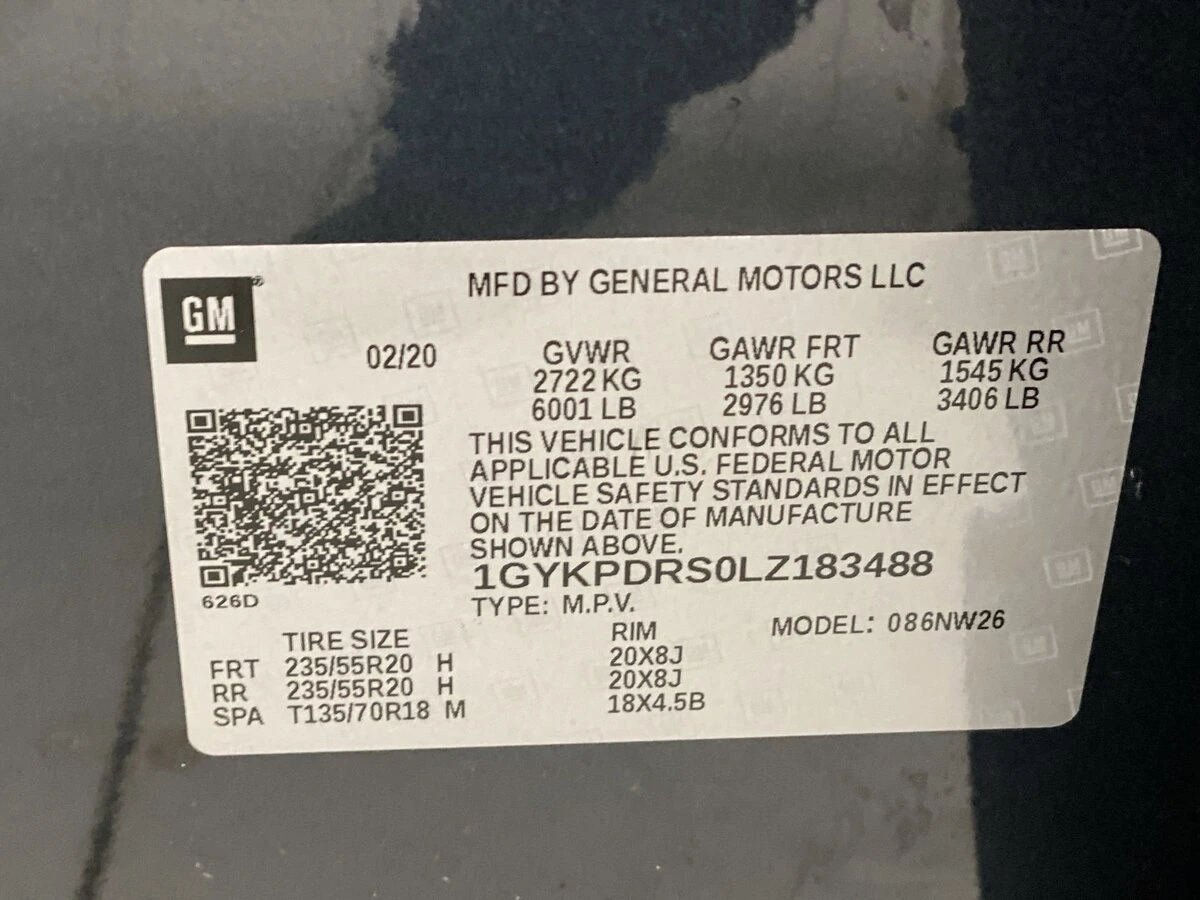 GM
MFD BY GENERAL MOTORS LLC
02/20 GVWR GAWR FRT GAWR RR
2722 KG 1350 KG 1545 KG
6001 LB 2976 LB 3406 LB
THIS VEHICLE CONFORMS TO ALL
APPLICABLE U.S. FEDERAL MOTOR
VEHICLE SAFETY STANDARDS IN EFFECT
ON THE DATE OF MANUFACTURE
SHOWN ABOVE.
1GYKPDRS0LZ183488
626D
TYPE: M.P.V.
MODEL: 086NW26
TIRE SIZE RIM
FRT 235/55R20 H 20X8J
RR 235/55R20 H 20X8J
SPA T135/70R18 M 18X4.5B